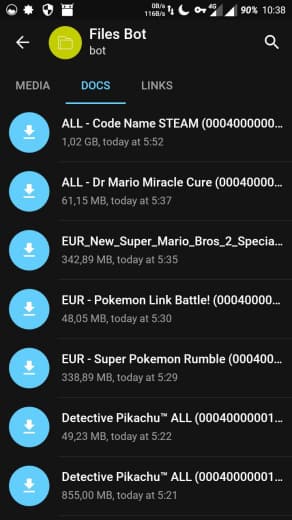 0B/s
116B/s
4G
90% 10:38
Files Bot
bot
MEDIA DOCS LINKS
ALL - Code Name STEAM (0004000000...
1,02 GB, today at 5:52
ALL - Dr Mario Miracle Cure (00040000...
61,15 MB, today at 5:37
EUR_New_Super_Mario_Bros_2_Specia...
342,89 MB, today at 5:35
EUR - Pokemon Link Battle! (00040000...
48,05 MB, today at 5:30
EUR - Super Pokemon Rumble (000400...
338,89 MB, today at 5:29
Detective Pikachu™ ALL (00040000001...
49,23 MB, today at 5:22
Detective Pikachu™ ALL (00040000001...
855,00 MB, today at 5:21